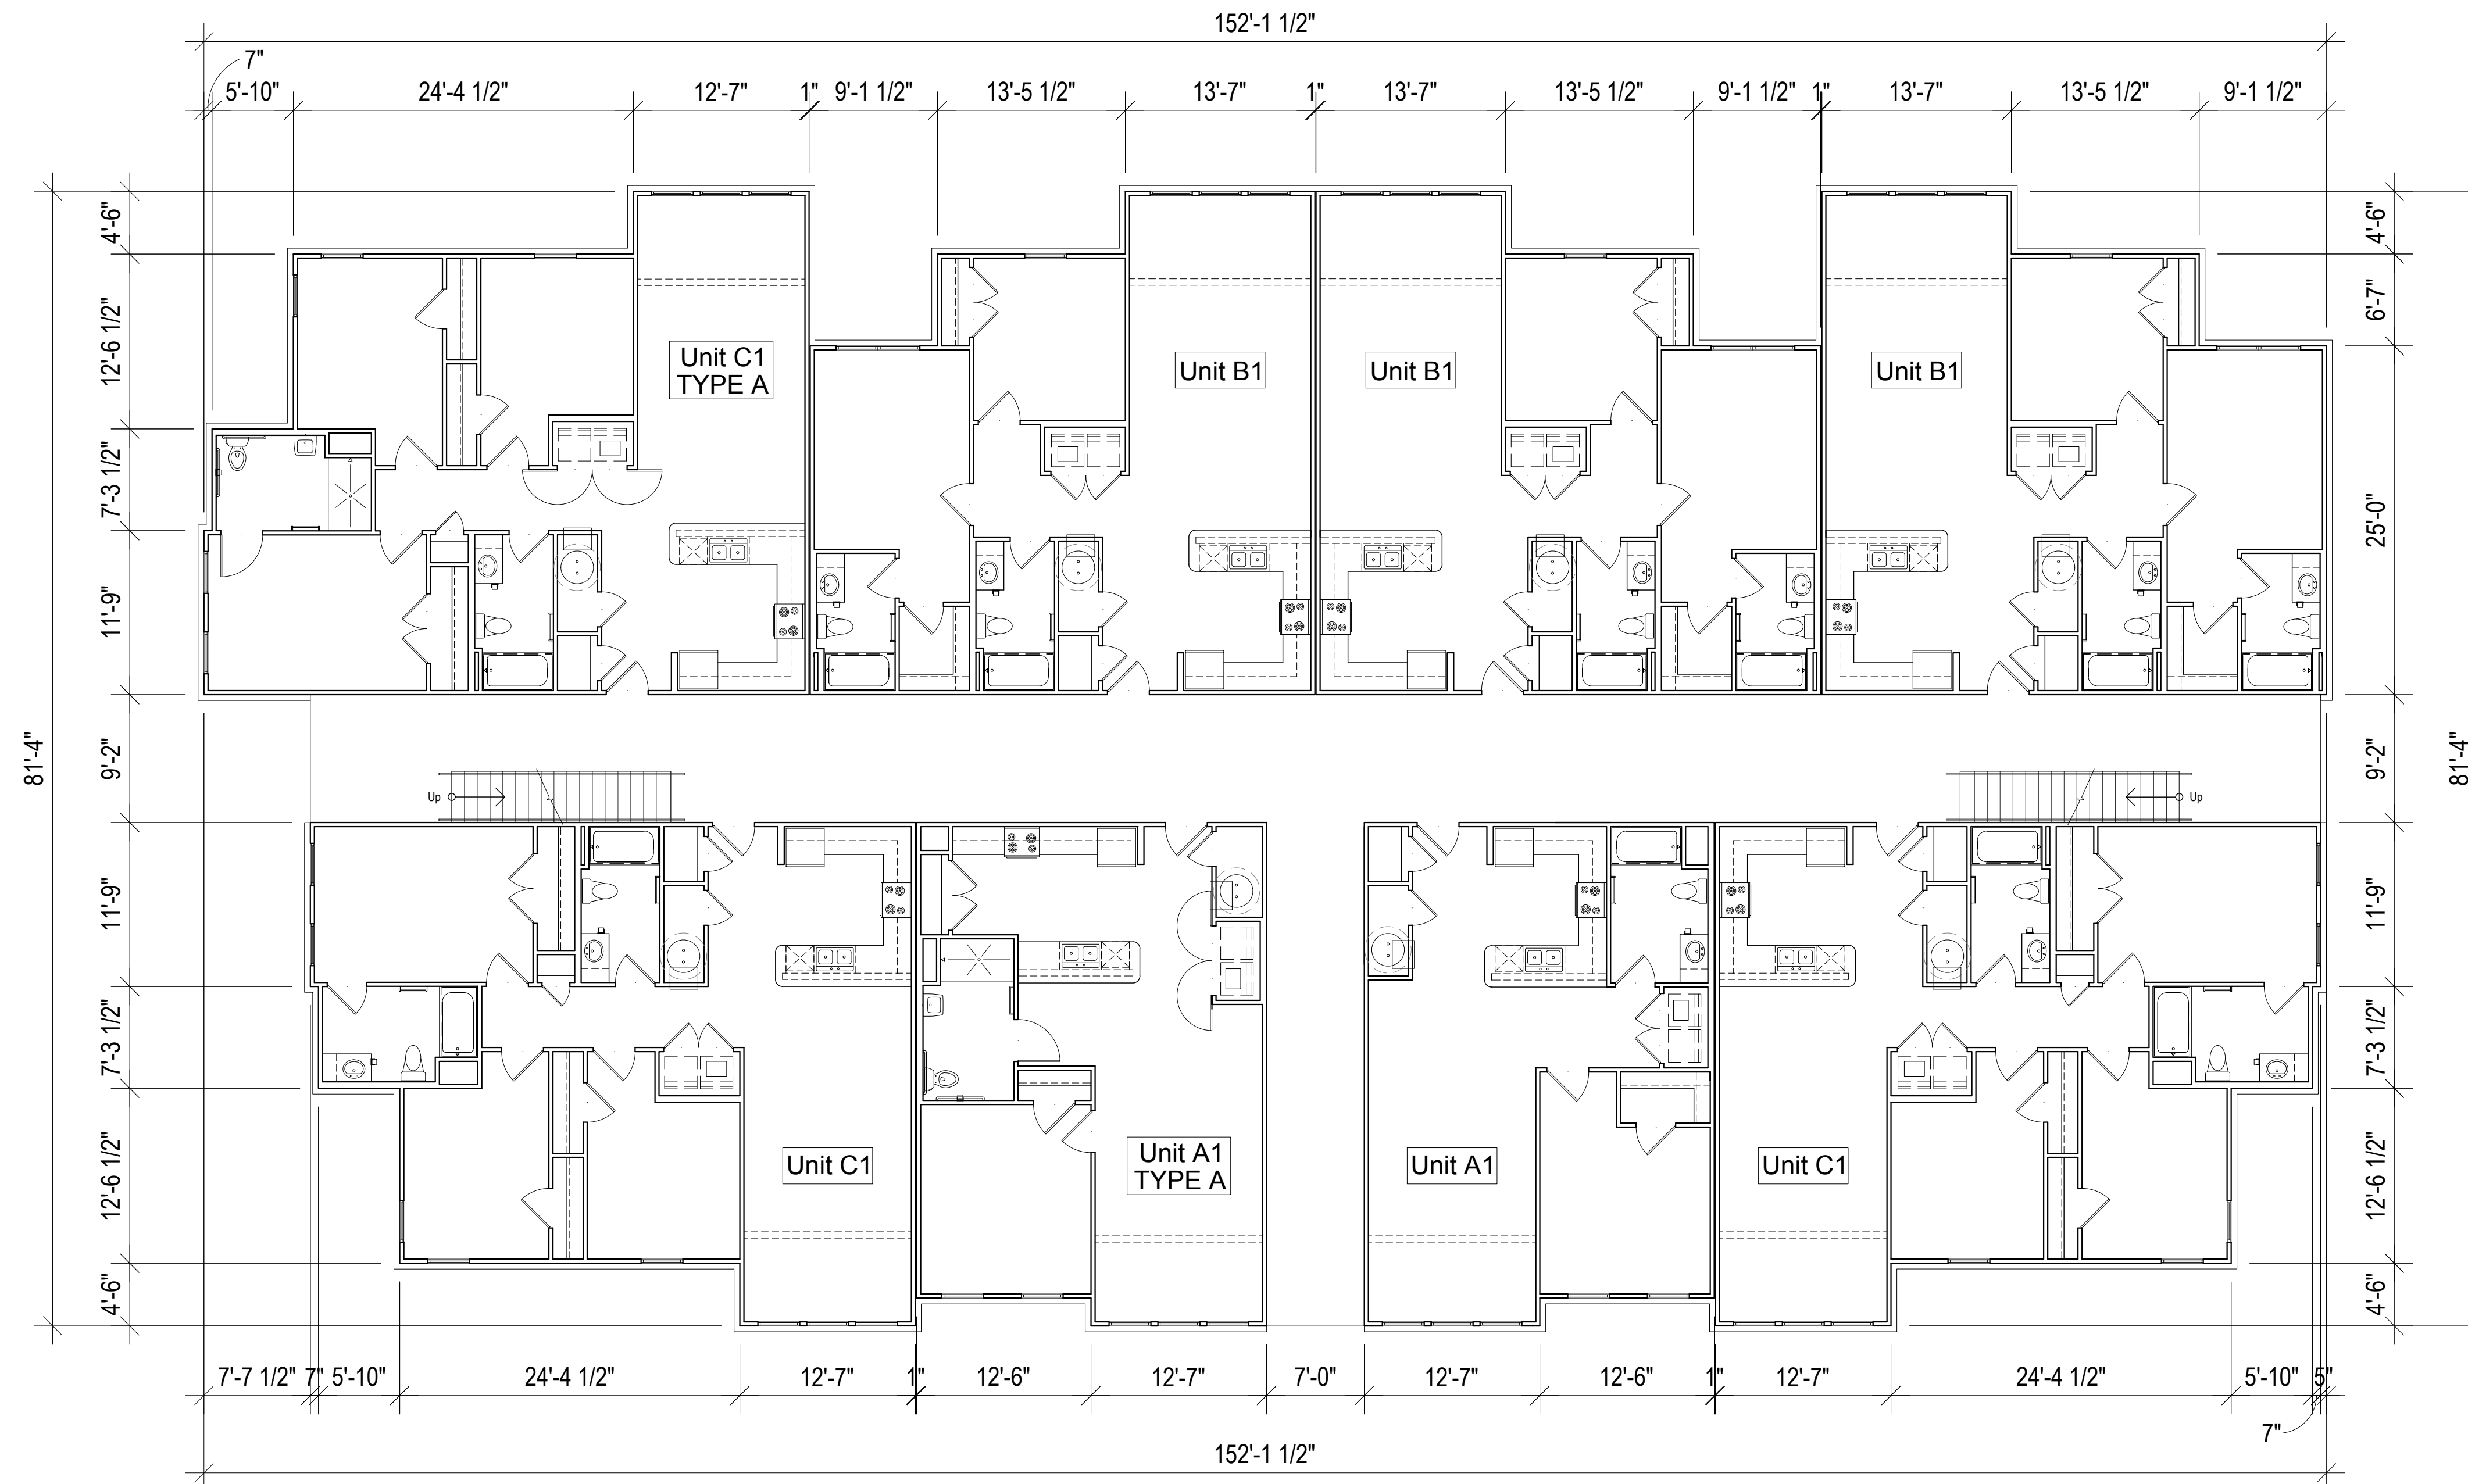 152'-1 1/2"
7"
5'-10" 24'-4 1/2" 12'-7" 1" 9'-1 1/2" 13'-5 1/2" 13'-7" 1" 13'-7" 13'-5 1/2" 9'-1 1/2" 1" 13'-7" 13'-5 1/2" 9'-1 1/2"
4'-6"
12'-6 1/2"
7'-3 1/2"
11'-9"
9'-2"
11'-9"
7'-3 1/2"
12'-6 1/2"
4'-6"
81'-4"
Unit C1
TYPE A
Unit B1
Unit B1
Unit B1
4'-6"
6'-7"
25'-0"
9'-2"
11'-9"
7'-3 1/2"
12'-6 1/2"
4'-6"
81'-4"
Up
Up
Unit C1
Unit A1
TYPE A
Unit A1
Unit C1
7'-7 1/2" 7" 5'-10" 24'-4 1/2" 12'-7" 1" 12'-6" 12'-7" 7'-0" 12'-7" 12'-6" 1" 12'-7" 24'-4 1/2" 5'-10" 5"
7"
152'-1 1/2"